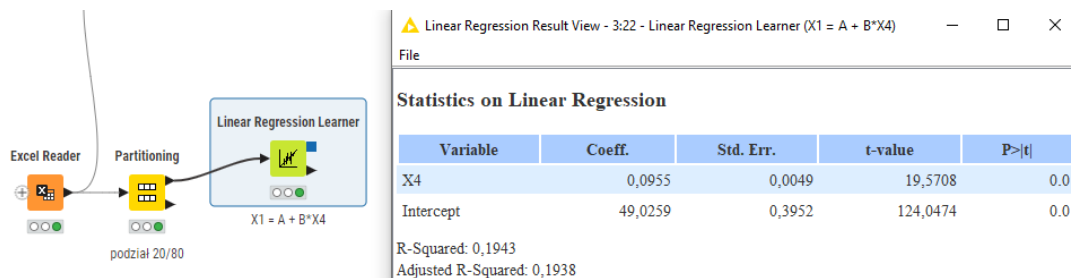 Linear Regression Result View - 3:22 - Linear Regression Learner (X1 = A + B*X4)
File
Statistics on Linear Regression
Variable Coeff. Std. Err. t-value P>|t|
X4 0,0955 0,0049 19,5708 0.0
Intercept 49,0259 0,3952 124,0474 0.0
R-Squared: 0,1943
Adjusted R-Squared: 0,1938
Linear Regression Learner
Excel Reader Partitioning
X1 = A + B*X4
podział 20/80